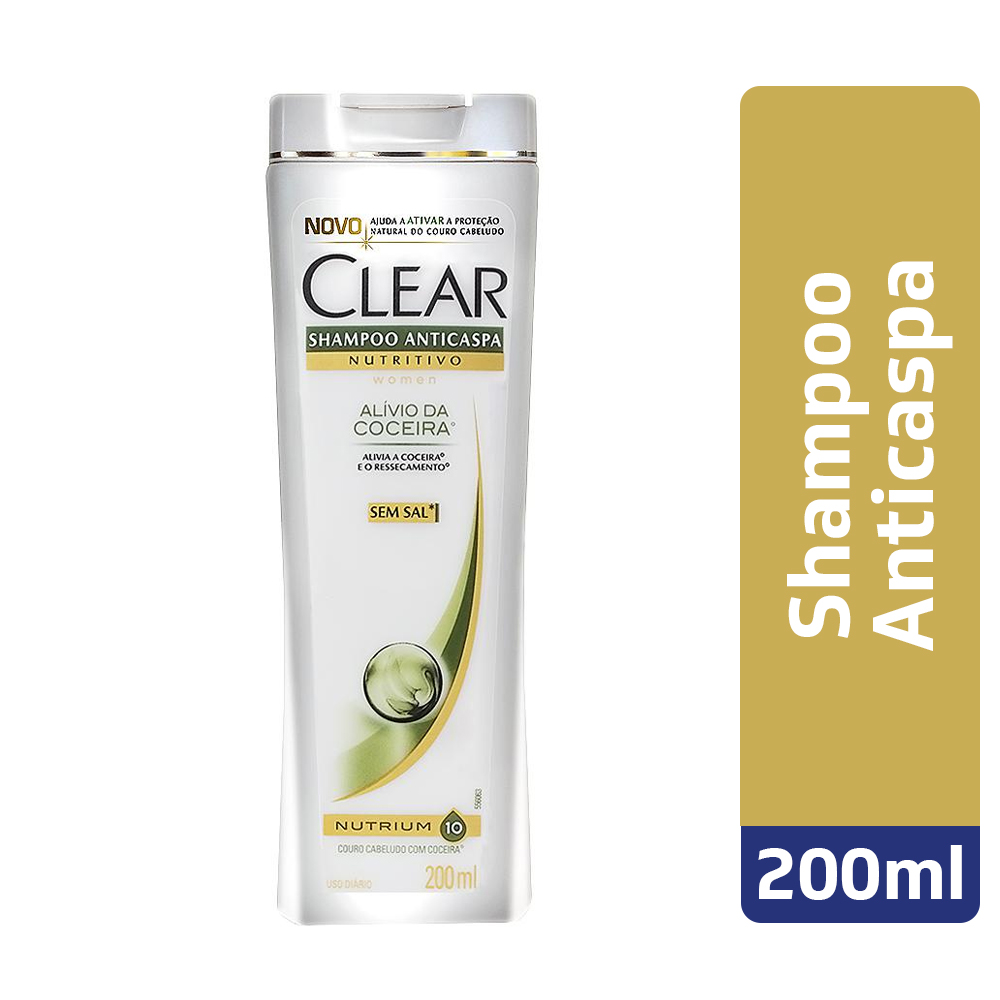 NOVO
AJUDA A ATIVAR A PROTEÇÃO
NATURAL DO COURO CABELUDO
CLEAR
SHAMPOO ANTICASPA
NUTRITIVO
women
ALÍVIO DA
COCEIRA°
ALIVIA A COCEIRA°
E O RESSECAMENTO°
SEM SAL*
NUTRIUM 10
COURO CABELUDO COM COCEIRA°
USO DIÁRIO
200ml
Shampoo
Anticaspa
200ml